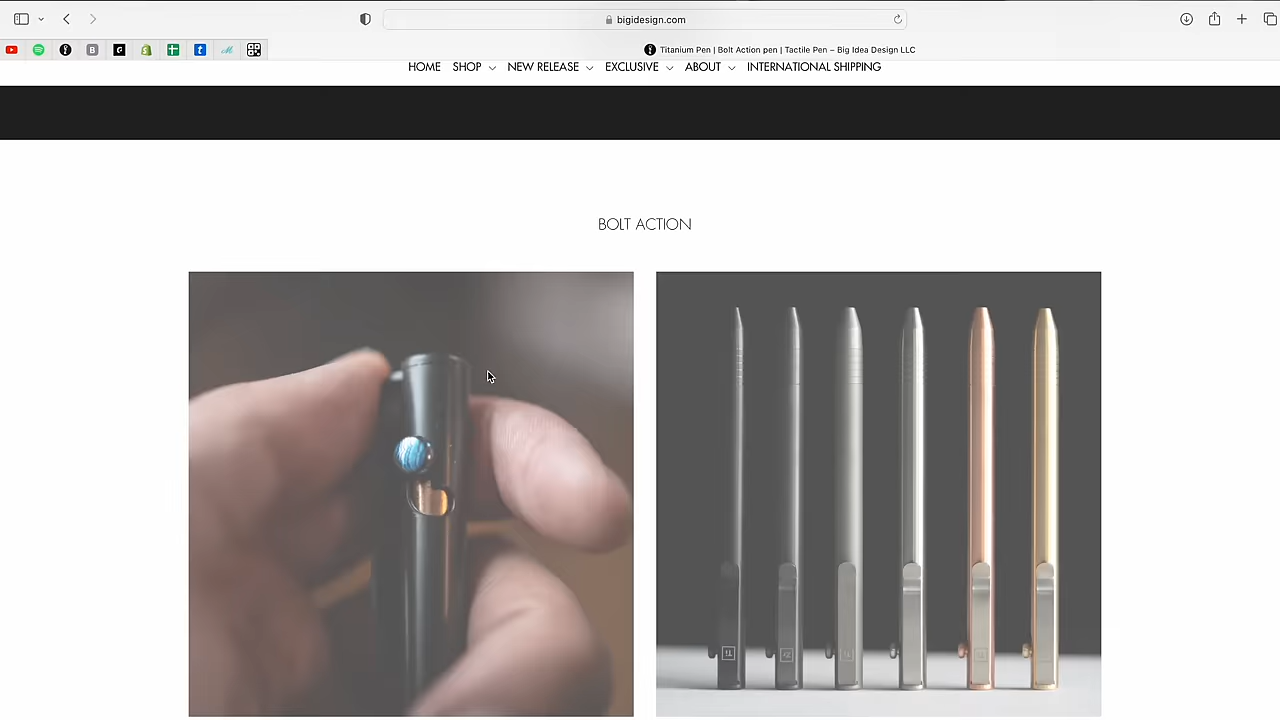 bigidesign.com
Titanium Pen | Bolt Action pen | Tactile Pen – Big Idea Design LLC
HOME SHOP NEW RELEASE EXCLUSIVE ABOUT INTERNATIONAL SHIPPING
BOLT ACTION